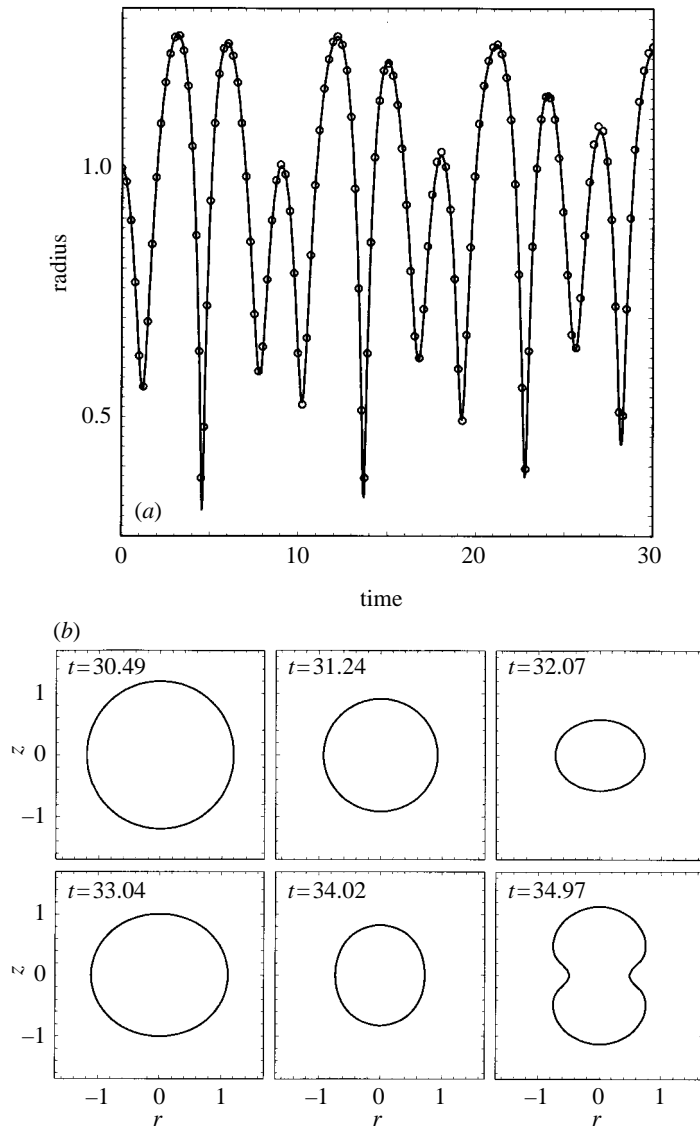 1.0
radius
0.5
(a)
0 10 20 30
time
(b)
t=30.49 t=31.24 t=32.07
1
z 0
–1
t=33.04 t=34.02 t=34.97
1
z 0
–1
–1 0 1 –1 0 1 –1 0 1
r r r